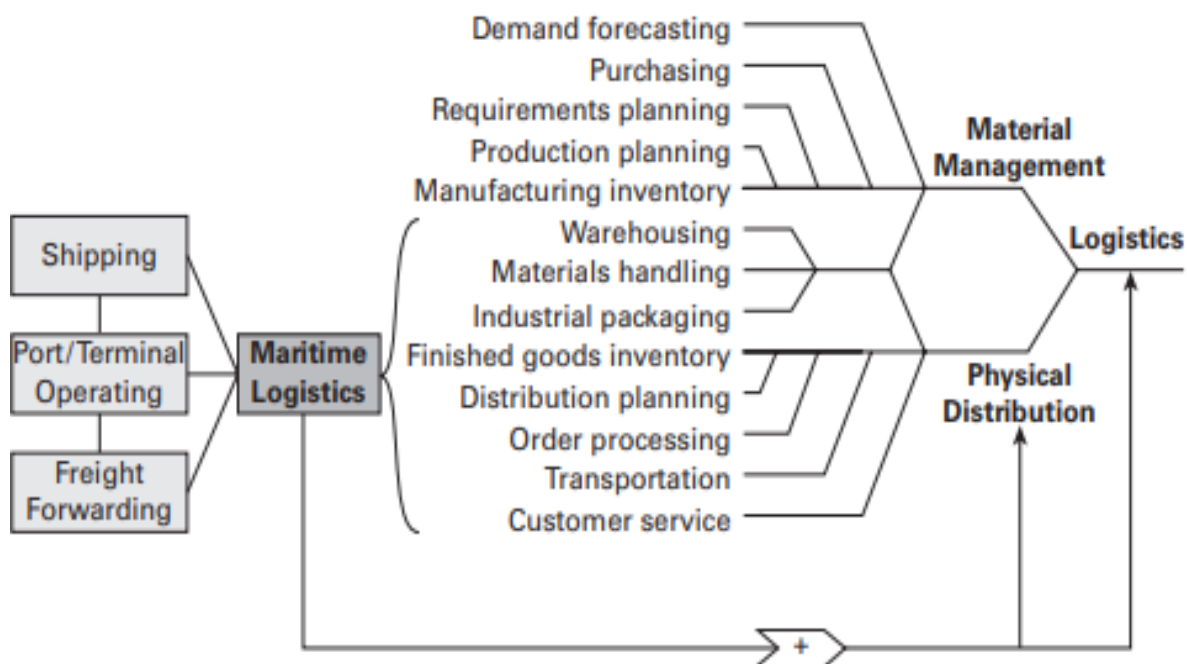 Demand forecasting
Purchasing
Requirements planning
Production planning
Manufacturing inventory
Warehousing
Materials handling
Industrial packaging
Finished goods inventory
Distribution planning
Order processing
Transportation
Customer service
Shipping
Port/Terminal
Operating
Freight
Forwarding
Maritime
Logistics
Material
Management
Logistics
Physical
Distribution
+